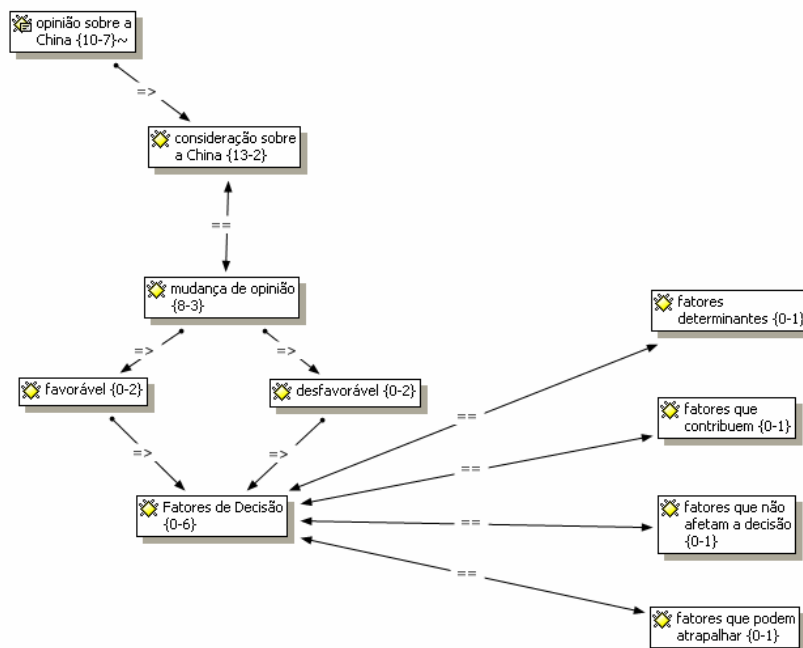 opinião sobre a
China {10-7}~
=>
consideração sobre
a China {13-2}
==
mudança de opinião
{8-3}
=>
=>
favorável {0-2}
desfavorável {0-2}
=>
=>
Fatores de Decisão
{0-6}
==
==
==
==
fatores
determinantes {0-1}
fatores que
contribuem {0-1}
fatores que não
afetam a decisão
{0-1}
fatores que podem
atrapalhar {0-1}